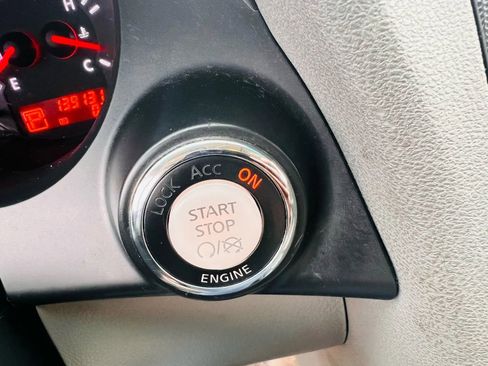 H
C
E
P
LOCK ACC ON
START
STOP
ENGINE